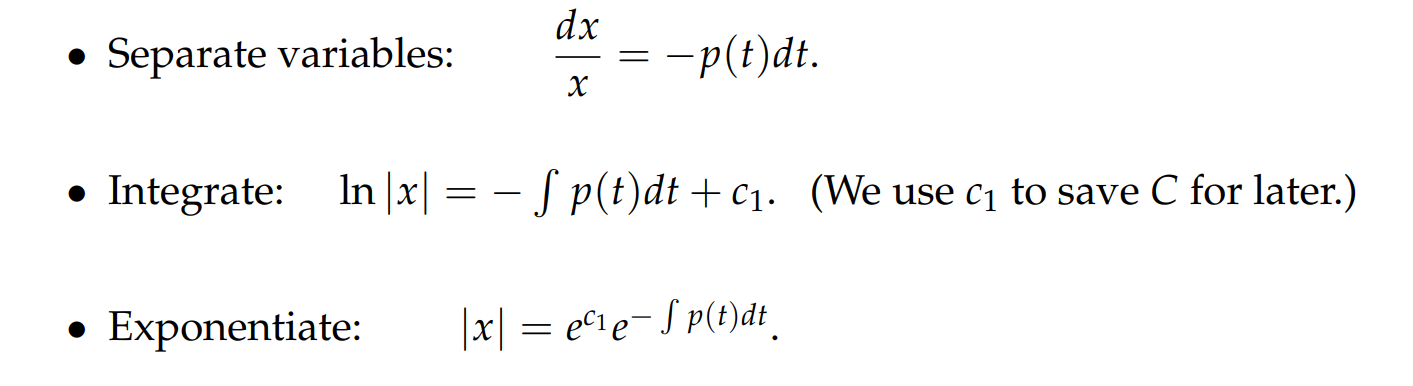 • Separate variables: dx/x = −p(t)dt.
• Integrate: ln |x| = − ∫ p(t)dt + c₁. (We use c₁ to save C for later.)
• Exponentiate: |x| = e^{c₁}e^{− ∫ p(t)dt}.